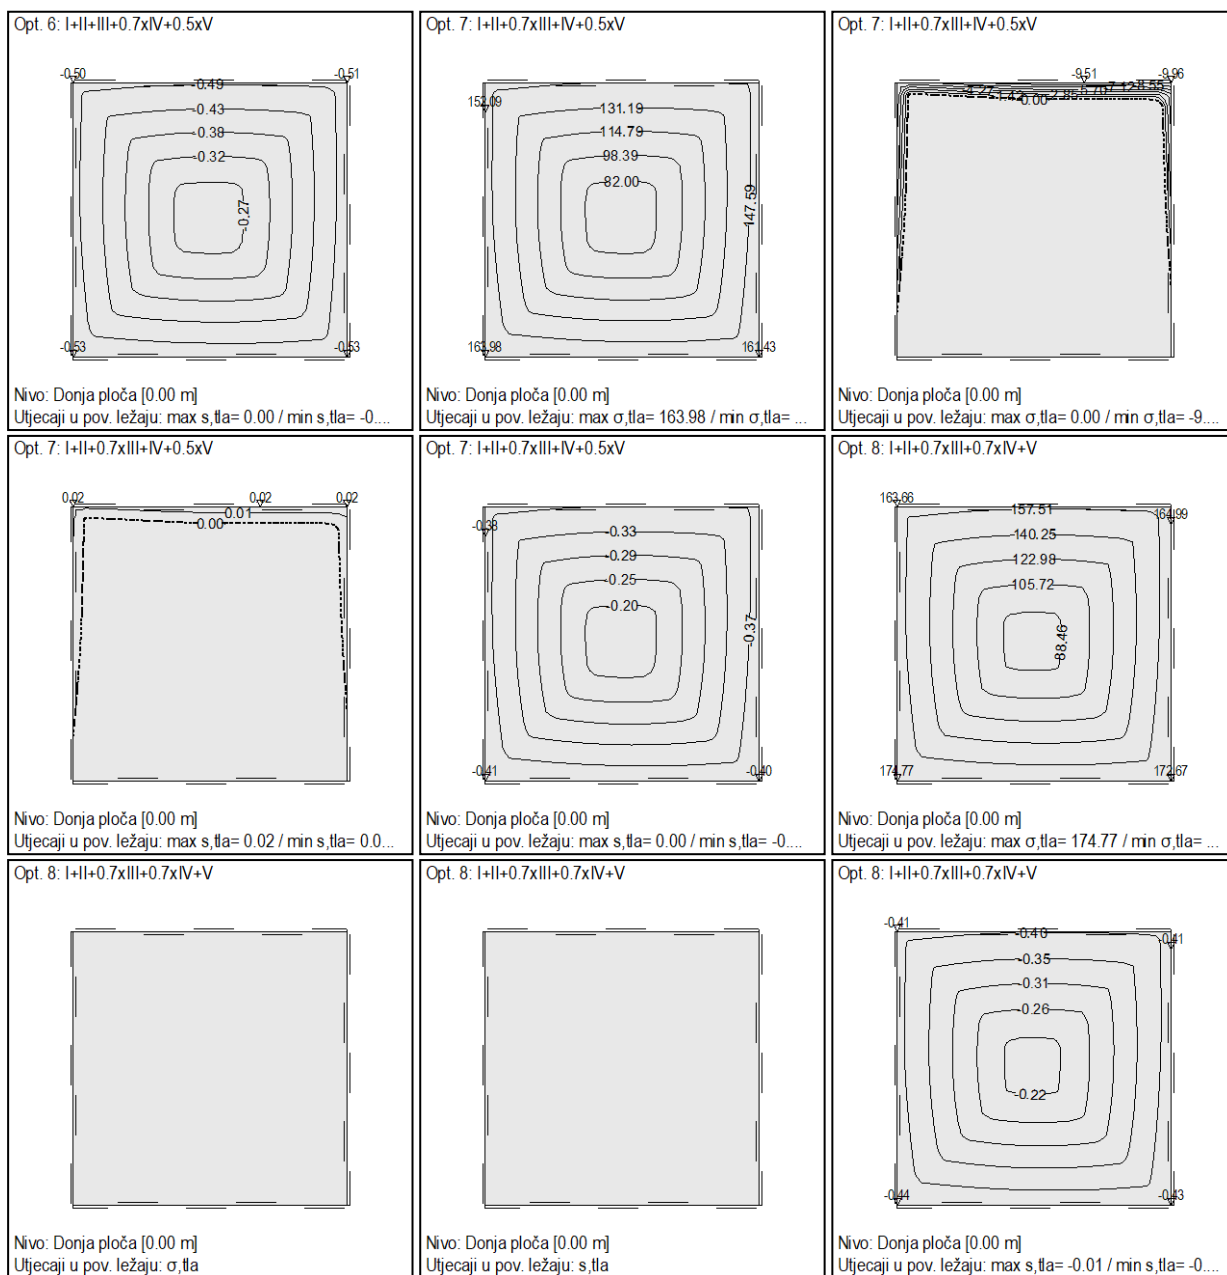 Opt. 6: I+II+III+0.7xIV+0.5xV
-0.50
-0.51
-0.49
-0.43
-0.38
-0.32
-0.27
-0.53
-0.53
Nivo: Donja ploča [0.00 m]
Utjecaji u pov. ležaju: max s,tla= 0.00 / min s,tla= -0....
Opt. 7: I+II+0.7xIII+IV+0.5xV
152.09
131.19
114.79
98.39
82.00
147.59
163.98
161.43
Nivo: Donja ploča [0.00 m]
Utjecaji u pov. ležaju: max σ,tla= 163.98 / min σ,tla= ...
Opt. 7: I+II+0.7xIII+IV+0.5xV
-9.51
-9.96
-4.27
-1.42
-2.85
-5.70
-7.12
-8.55
0.00
Nivo: Donja ploča [0.00 m]
Utjecaji u pov. ležaju: max σ,tla= 0.00 / min σ,tla= -9....
Opt. 7: I+II+0.7xIII+IV+0.5xV
0.02
0.02
0.02
0.01
0.00
Nivo: Donja ploča [0.00 m]
Utjecaji u pov. ležaju: max s,tla= 0.02 / min s,tla= 0.0...
Opt. 7: I+II+0.7xIII+IV+0.5xV
-0.38
-0.33
-0.29
-0.25
-0.20
-0.37
-0.41
-0.40
Nivo: Donja ploča [0.00 m]
Utjecaji u pov. ležaju: max s,tla= 0.00 / min s,tla= -0....
Opt. 8: I+II+0.7xIII+0.7xIV+V
163.66
157.51
164.99
140.25
122.98
105.72
88.46
174.77
172.67
Nivo: Donja ploča [0.00 m]
Utjecaji u pov. ležaju: max σ,tla= 174.77 / min σ,tla= ...
Opt. 8: I+II+0.7xIII+0.7xIV+V
Nivo: Donja ploča [0.00 m]
Utjecaji u pov. ležaju: σ,tla
Opt. 8: I+II+0.7xIII+0.7xIV+V
Nivo: Donja ploča [0.00 m]
Utjecaji u pov. ležaju: s,tla
Opt. 8: I+II+0.7xIII+0.7xIV+V
-0.41
-0.40
-0.41
-0.35
-0.31
-0.26
-0.22
-0.44
-0.43
Nivo: Donja ploča [0.00 m]
Utjecaji u pov. ležaju: max s,tla= -0.01 / min s,tla= -0....